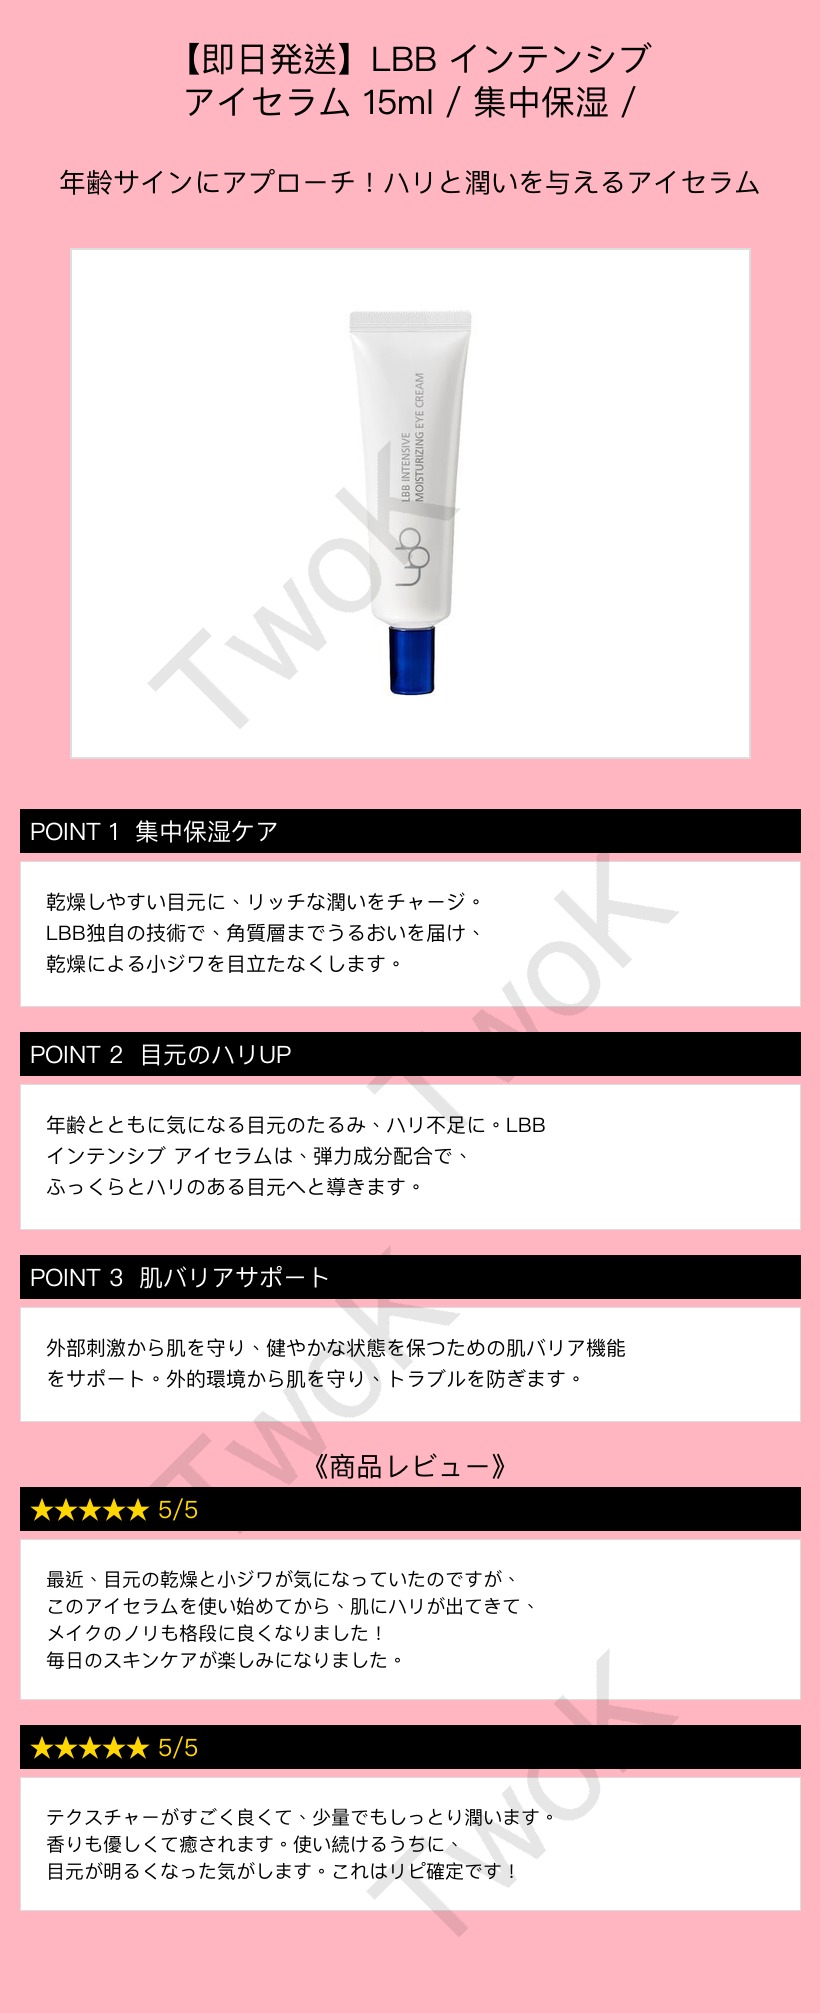 【即日発送】LBB インテンシブ
アイセラム 15ml / 集中保湿 /
年齢サインにアプローチ！ハリと潤いを与えるアイセラム
LBB INTENSIVE
MOISTURIZING EYE CREAM
lbb
TwoK
POINT 1 集中保湿ケア
乾燥しやすい目元に、リッチな潤いをチャージ。
LBB独自の技術で、角質層までうるおいを届け、
乾燥による小ジワを目立たなくします。
TwoK
POINT 2 目元のハリUP
年齢とともに気になる目元のたるみ、ハリ不足に。LBB
インテンシブ アイセラムは、弾力成分配合で、
ふっくらとハリのある目元へと導きます。
POINT 3 肌バリアサポート
外部刺激から肌を守り、健やかな状態を保つための肌バリア機能
をサポート。外的環境から肌を守り、トラブルを防ぎます。
TwoK
《商品レビュー》
★★★★★ 5/5
最近、目元の乾燥と小ジワが気になっていたのですが、
このアイセラムを使い始めてから、肌にハリが出てきて、
メイクのノリも格段に良くなりました！
毎日のスキンケアが楽しみになりました。
★★★★★ 5/5
テクスチャーがすごく良くて、少量でもしっとり潤います。
香りも優しくて癒されます。使い続けるうちに、
目元が明るくなった気がします。これはリピ確定です！
TwoK